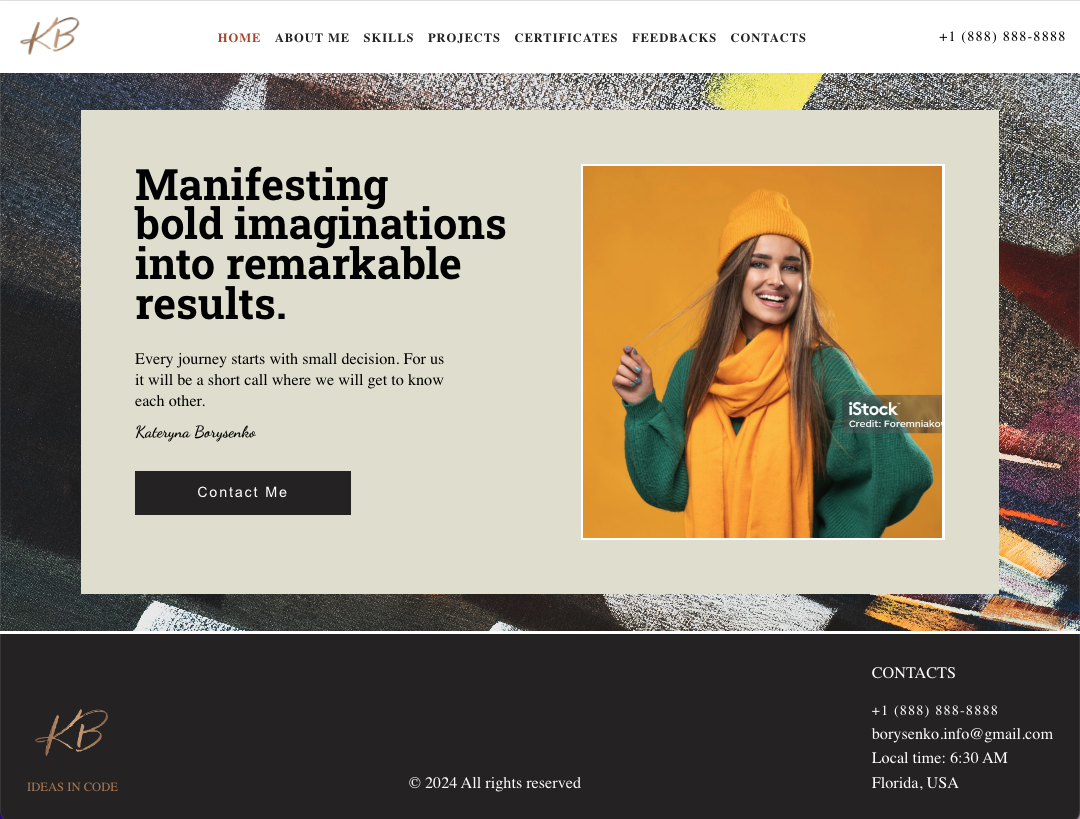 KB
HOME ABOUT ME SKILLS PROJECTS CERTIFICATES FEEDBACKS CONTACTS
+1 (888) 888-8888
Manifesting
bold imaginations
into remarkable
results.
Every journey starts with small decision. For us
it will be a short call where we will get to know
each other.
Kateryna Borysenko
Contact Me
iStock
Credit: Foremniakov
KB
IDEAS IN CODE
© 2024 All rights reserved
CONTACTS
+1 (888) 888-8888
borysenko.info@gmail.com
Local time: 6:30 AM
Florida, USA